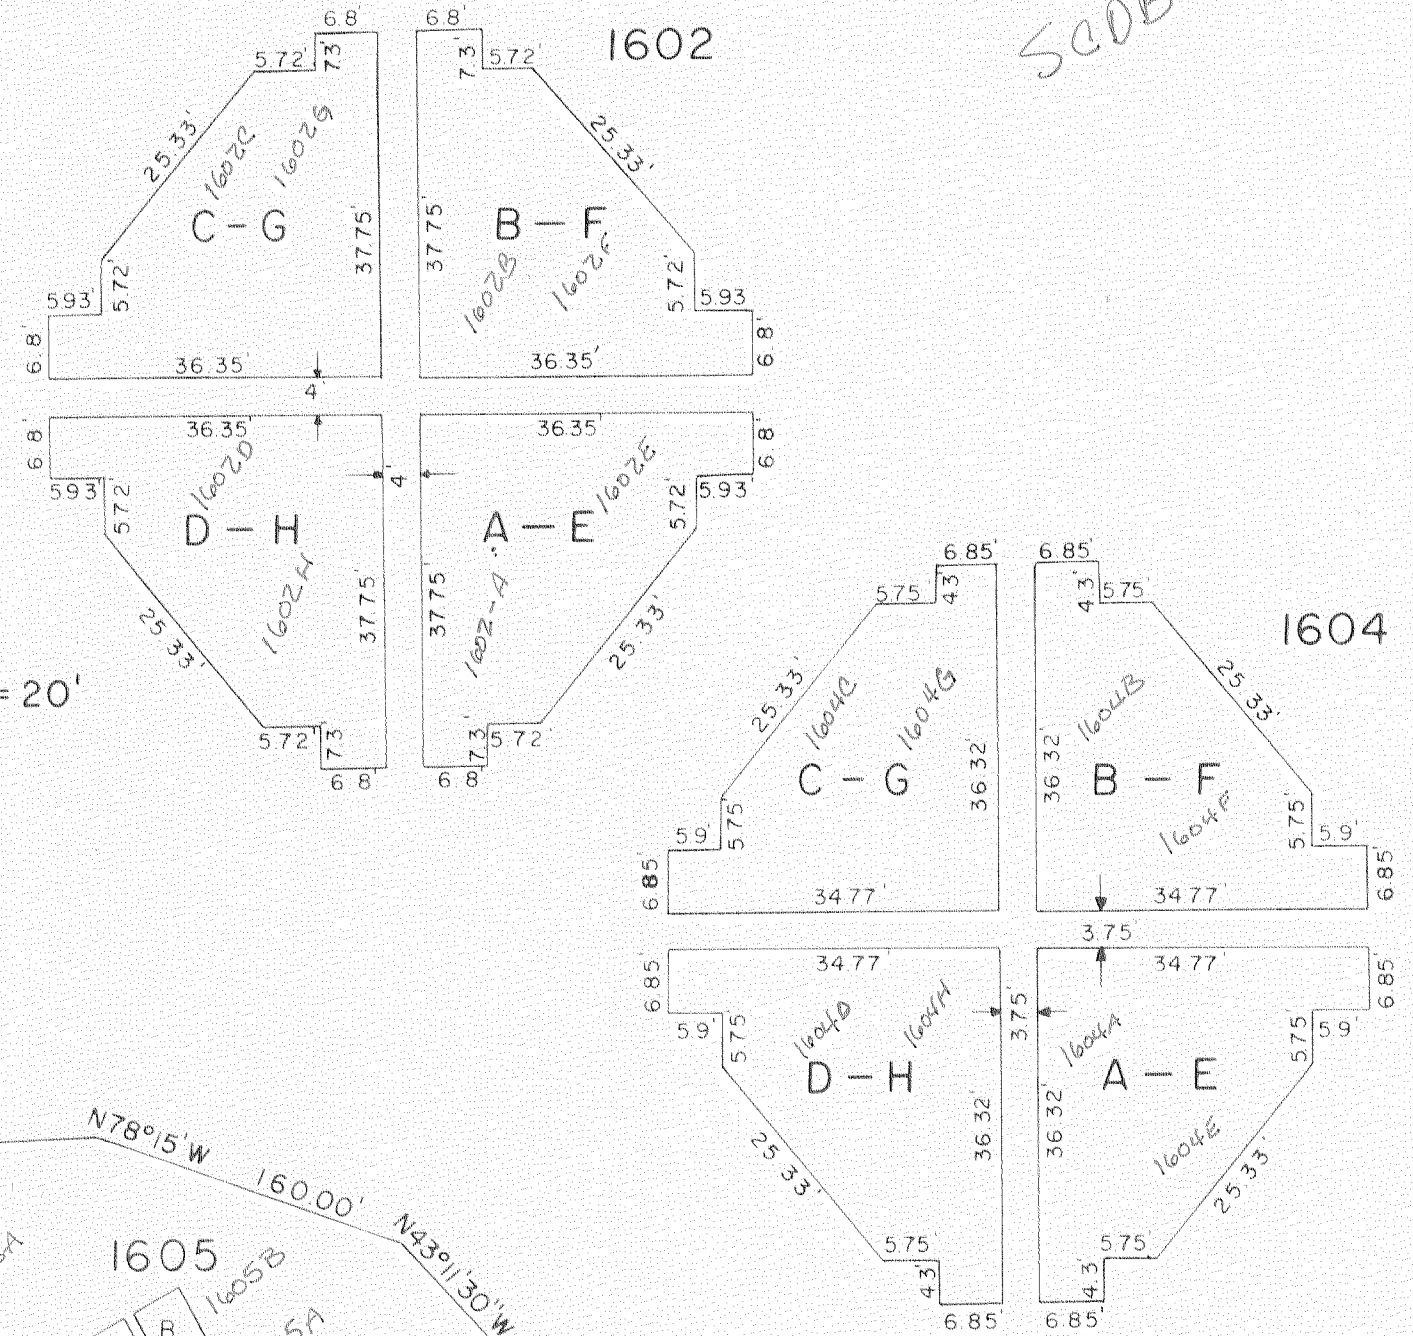 6.8'
6.8'
1602
SCDB
5.72'
7.3'
7.3'
5.72'
25.33'
1602C
1602G
25.33'
C - G
B - F
37.75'
37.75'
1602B
1602F
5.93'
5.72'
5.72'
5.93
6.8'
36.35'
36.35'
6.8'
4'
36.35'
36.35'
6.8'
6.8'
1602D
1602E
4'
5.93'
5.72'
5.72'
5.93'
D - H
A - E
1602H
1602-A
37.75'
37.75'
25.33'
25.33'
= 20'
5.72'
7.3'
7.3'
5.72'
6.8'
6.8'
6.85'
6.85'
5.75
4.3'
4.3'
5.75'
1604
25.33'
1604C
1604G
1604B
25.33'
C - G
B - F
36.32'
36.32'
1604F
5.9'
5.75'
5.75'
5.9'
6.85'
34.77'
34.77'
6.85'
3.75'
34.77'
34.77'
6.85'
6.85'
1604D
1604H
3.75'
1604A
5.9'
5.75'
5.75'
5.9'
D - H
A - E
36.32'
36.32'
1604E
25.33'
25.33'
5.75'
4.3'
4.3'
5.75'
6.85'
6.85'
N78°15'W
160.00'
N43°11'30"W
1605
1605B
B
5A